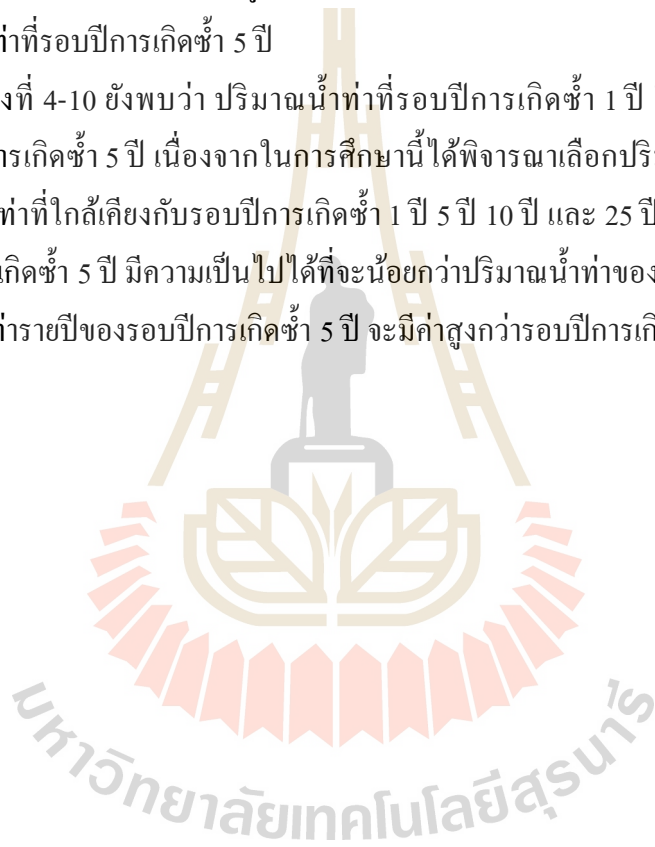 ท่าที่รอบปีการเกิดซ้ำ 5 ปี
งที่ 4-10 ยังพบว่า ปริมาณน้ำท่าที่รอบปีการเกิดซ้ำ 1 ปี
ารเกิดซ้ำ 5 ปี เนื่องจากในการศึกษานี้ได้พิจารณาเลือกปริ
ท่าที่ใกล้เคียงกับรอบปีการเกิดซ้ำ 1 ปี 5 ปี 10 ปี และ 25 ปี
เกิดซ้ำ 5 ปี มีความเป็นไปได้ที่จะน้อยกว่าปริมาณน้ำท่าของ
ท่ารายปีของรอบปีการเกิดซ้ำ 5 ปี จะมีค่าสูงกว่ารอบปีการเกิ
มหาวิทยาลัยเทคโนโลยีสุรนารี